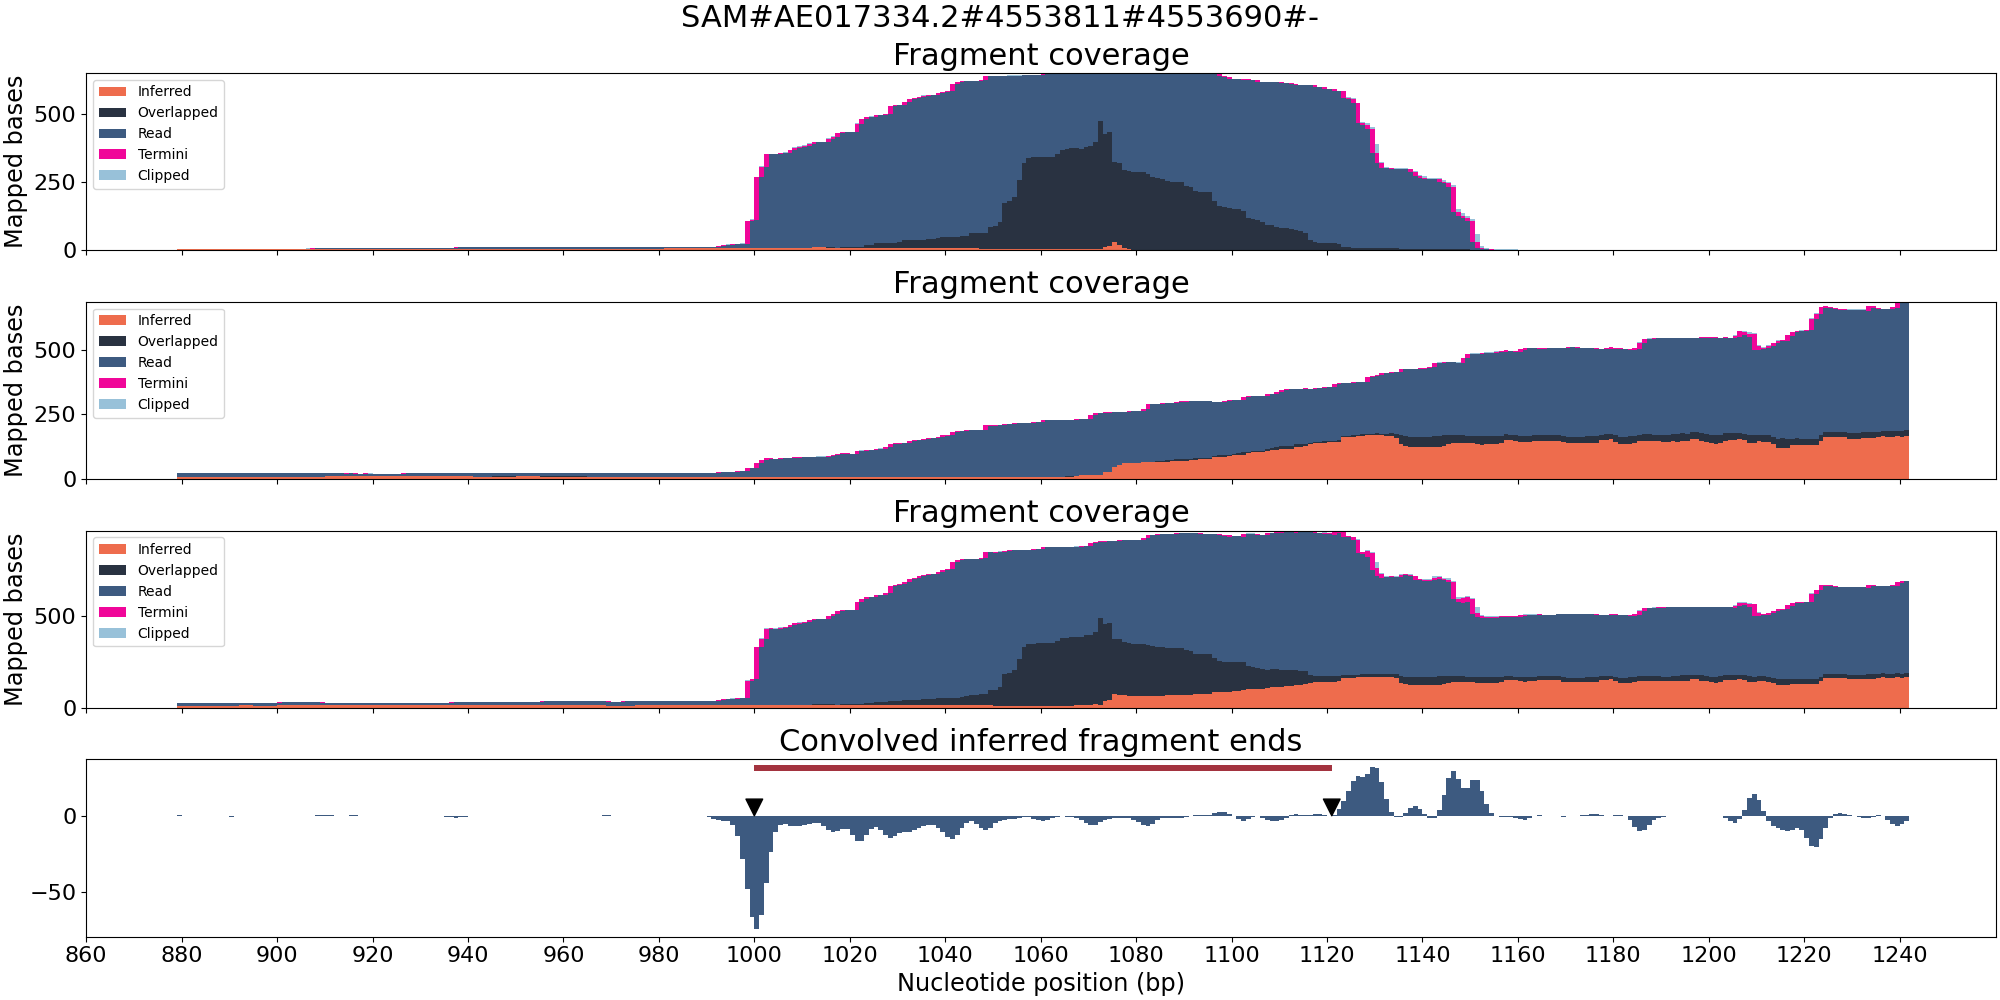 SAM#AE017334.2#4553811#4553690#-
Fragment coverage
Mapped bases
500
250
0
Inferred
Overlapped
Read
Termini
Clipped
Fragment coverage
Mapped bases
500
250
0
Inferred
Overlapped
Read
Termini
Clipped
Fragment coverage
Mapped bases
500
0
Inferred
Overlapped
Read
Termini
Clipped
Convolved inferred fragment ends
0
−50
860 880 900 920 940 960 980 1000 1020 1040 1060 1080 1100 1120 1140 1160 1180 1200 1220 1240
Nucleotide position (bp)